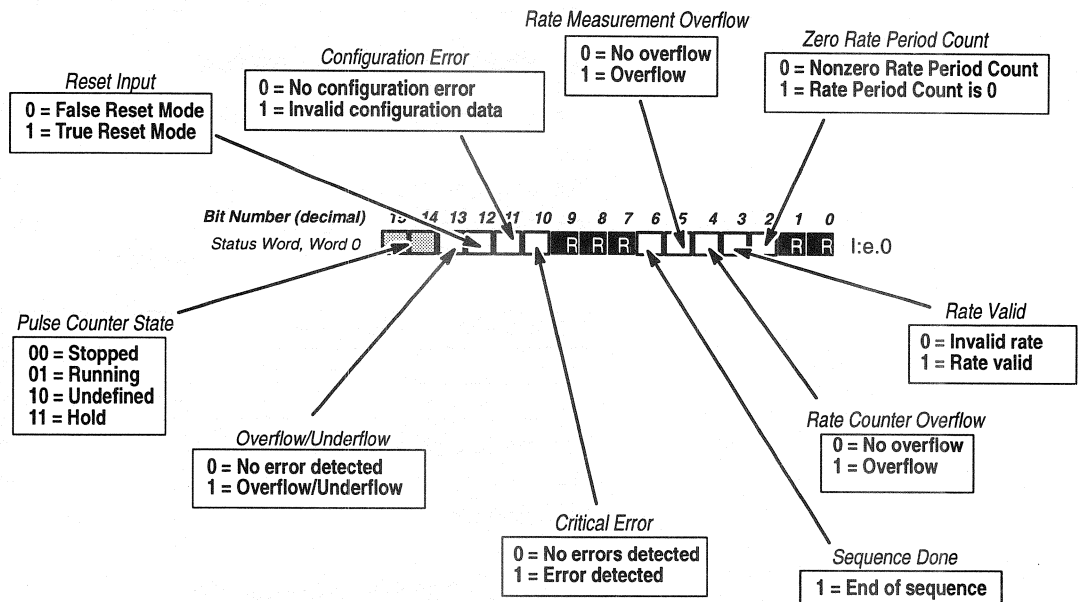 Rate Measurement Overflow
0 = No overflow
1 = Overflow
Zero Rate Period Count
0 = Nonzero Rate Period Count
1 = Rate Period Count is 0
Configuration Error
0 = No configuration error
1 = Invalid configuration data
Reset Input
0 = False Reset Mode
1 = True Reset Mode
Bit Number (decimal) 15 14 13 12 11 10 9 8 7 6 5 4 3 2 1 0
Status Word, Word 0 R R R R R I:e.0
Pulse Counter State
00 = Stopped
01 = Running
10 = Undefined
11 = Hold
Rate Valid
0 = Invalid rate
1 = Rate valid
Overflow/Underflow
0 = No error detected
1 = Overflow/Underflow
Rate Counter Overflow
0 = No overflow
1 = Overflow
Critical Error
0 = No errors detected
1 = Error detected
Sequence Done
1 = End of sequence